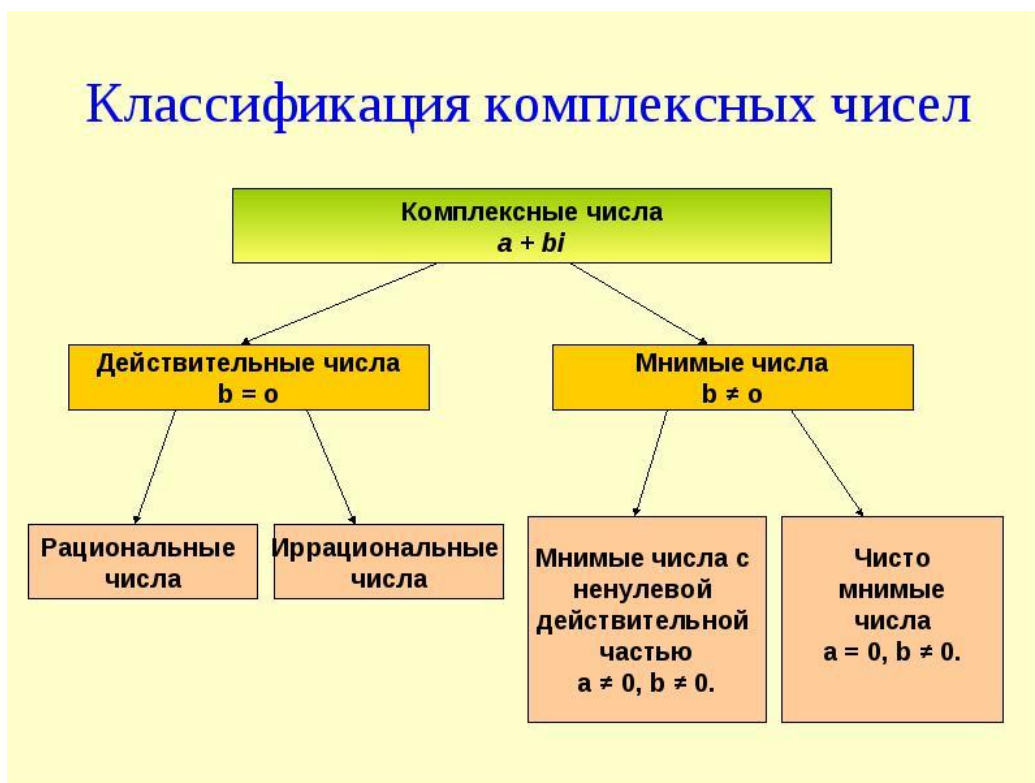 Классификация комплексных чисел
Комплексные числа
a + bi
Действительные числа
b = o
Мнимые числа
b ≠ o
Рациональные
числа
Иррациональные
числа
Мнимые числа с
ненулевой
действительной
частью
a ≠ 0, b ≠ 0.
Чисто
мнимые
числа
a = 0, b ≠ 0.